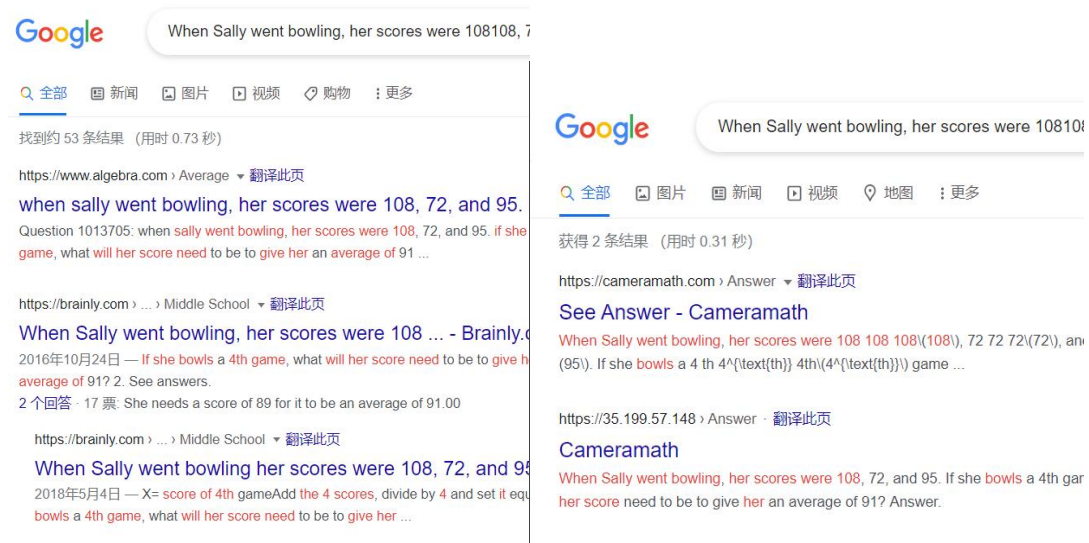 Google
When Sally went bowling, her scores were 108108, 7
全部 新闻 图片 视频 购物 更多
找到约 53 条结果 (用时 0.73 秒)
https://www.algebra.com › Average 翻译此页
when sally went bowling, her scores were 108, 72, and 95.
Question 1013705: when sally went bowling, her scores were 108, 72, and 95. if she
game, what will her score need to be to give her an average of 91 ...
https://brainly.com › ... › Middle School 翻译此页
When Sally went bowling, her scores were 108 ... - Brainly.c
2016年10月24日 — If she bowls a 4th game, what will her score need to be to give he
average of 91? 2. See answers.
2 个回答 · 17 票: She needs a score of 89 for it to be an average of 91.00
https://brainly.com › ... › Middle School 翻译此页
When Sally went bowling her scores were 108, 72, and 95
2018年5月4日 — X= score of 4th gameAdd the 4 scores, divide by 4 and set it equ
bowls a 4th game, what will her score need to be to give her ...
Google
When Sally went bowling, her scores were 108108
全部 图片 新闻 视频 地图 更多
获得 2 条结果 (用时 0.31 秒)
https://cameramath.com › Answer 翻译此页
See Answer - Cameramath
When Sally went bowling, her scores were 108 108 108\(108\), 72 72 72\(72\), and
(95\). If she bowls a 4 th 4^{\text{th}} 4th\(4^{\text{th}}\) game ...
https://35.199.57.148 › Answer · 翻译此页
Cameramath
When Sally went bowling, her scores were 108, 72, and 95. If she bowls a 4th gam
her score need to be to give her an average of 91? Answer.